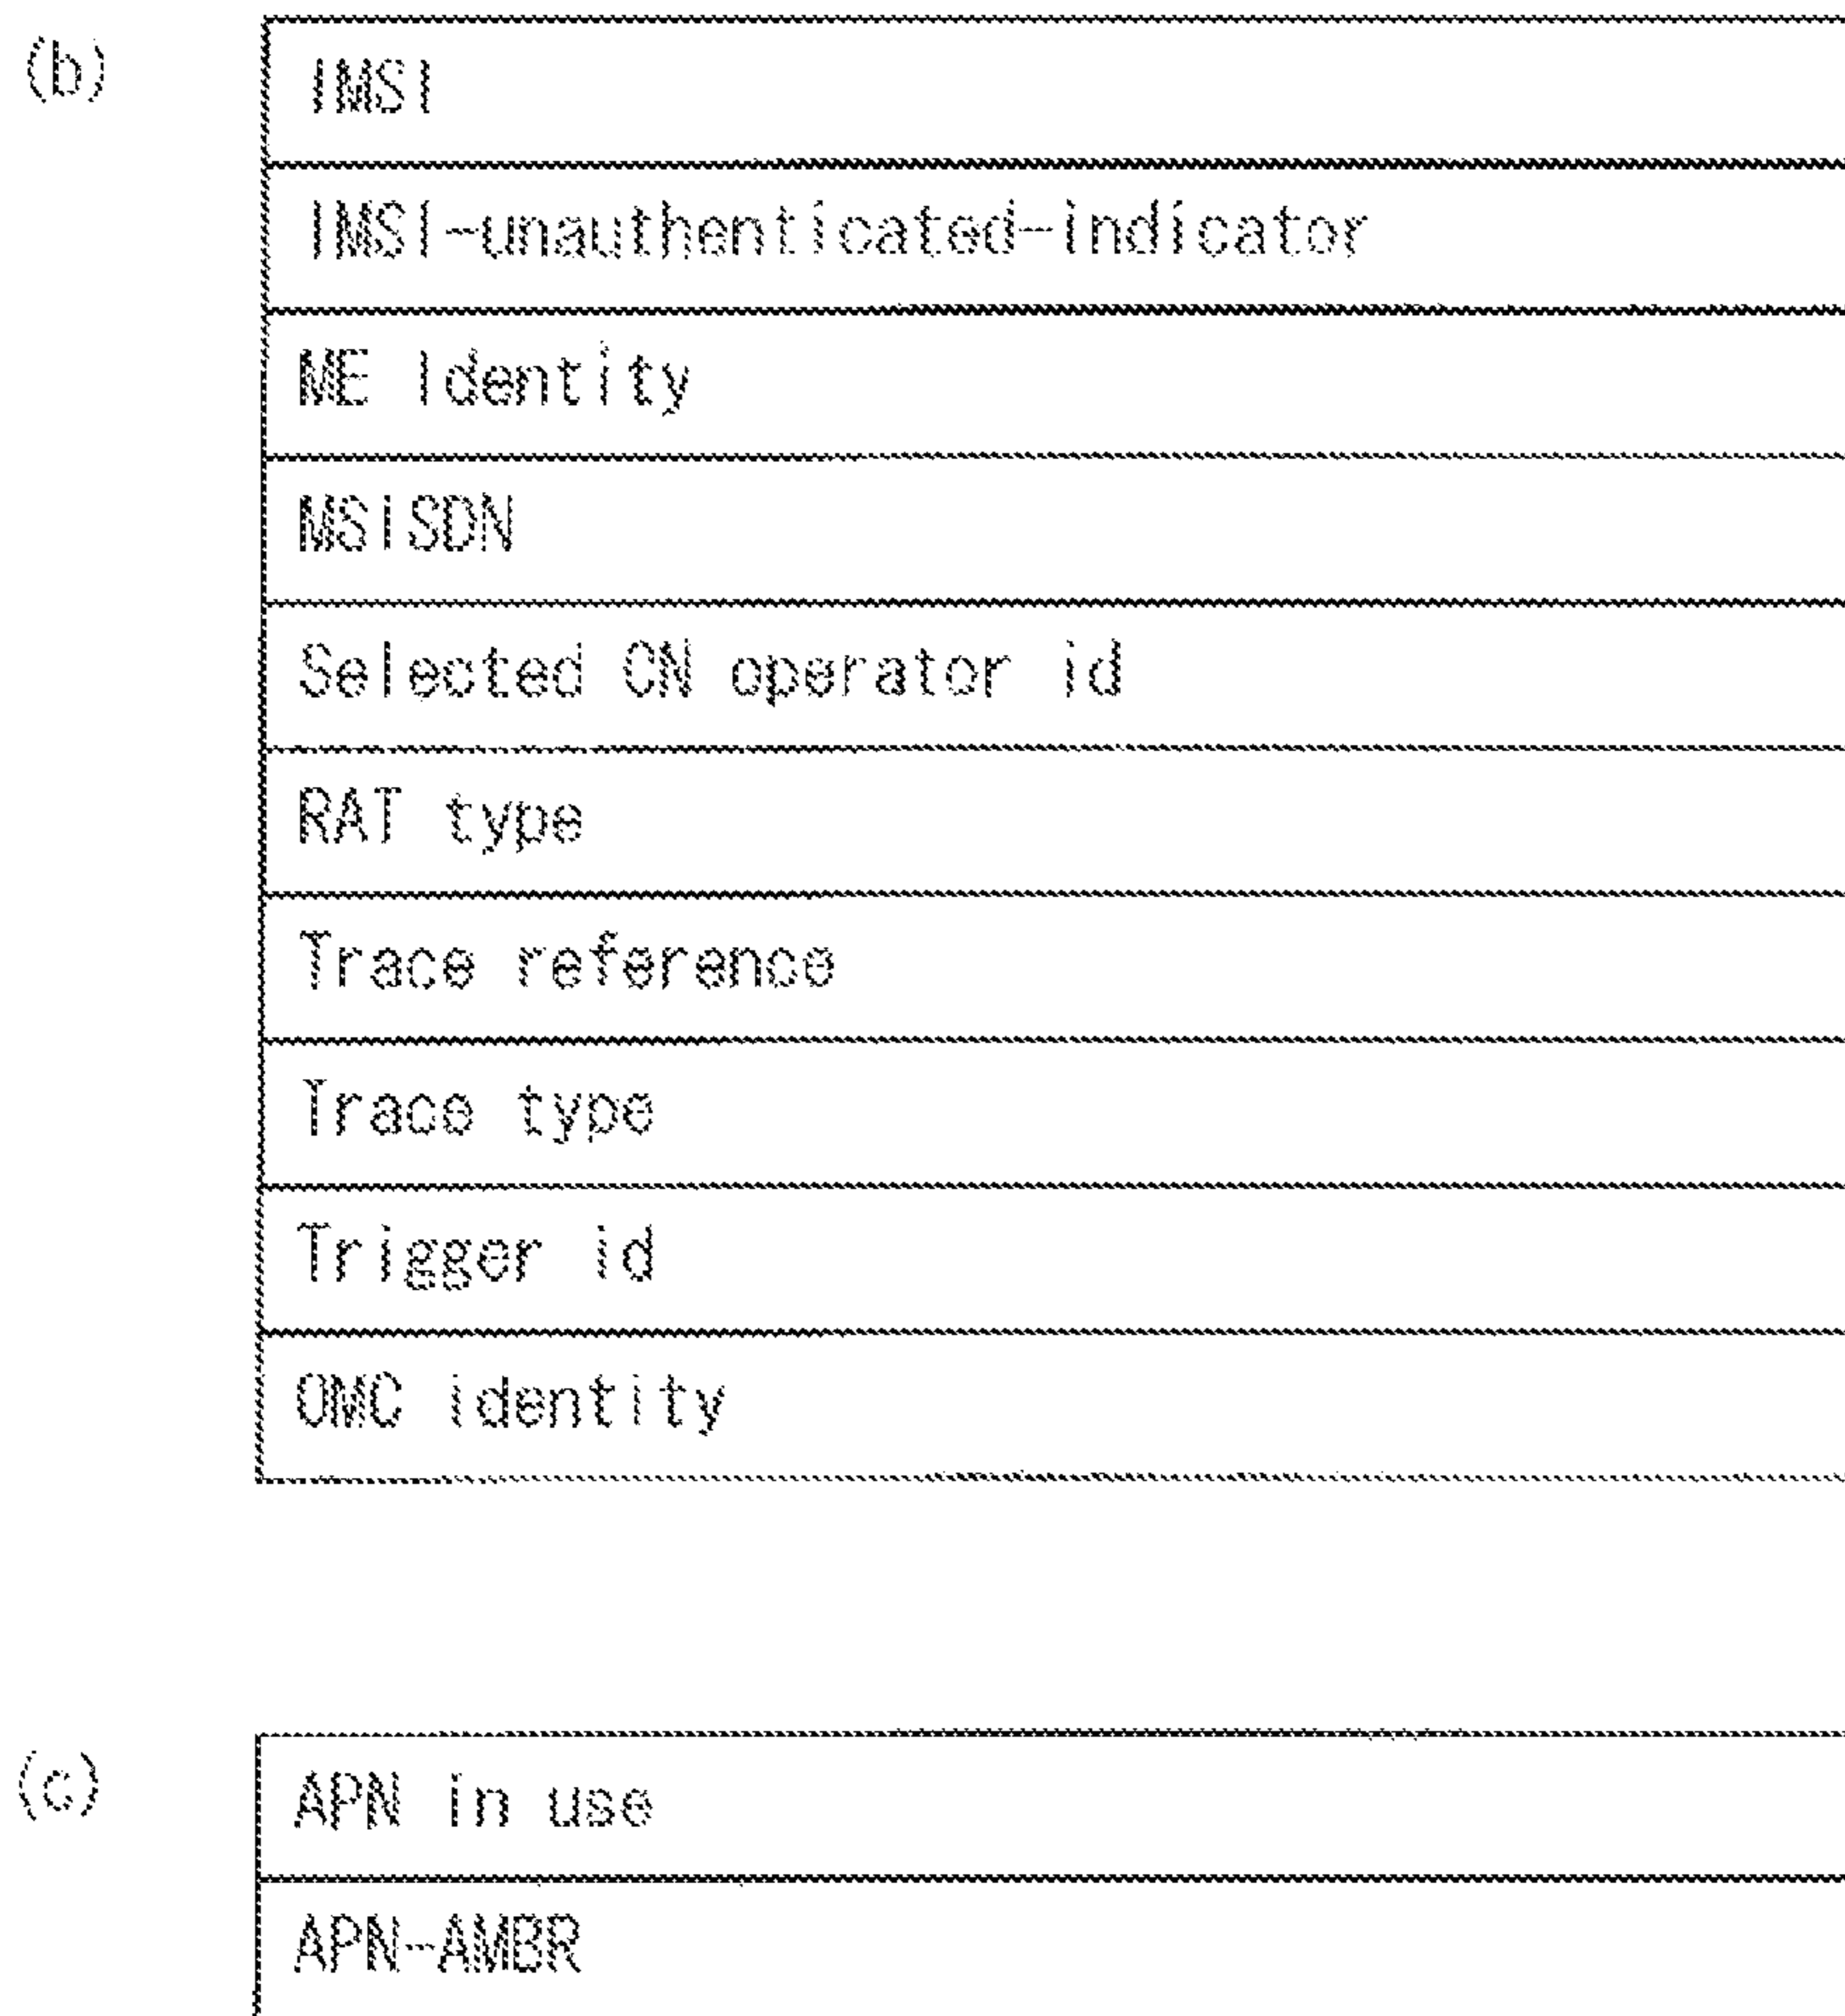 (b)
IMSI
IMSI-unauthenticated-indicator
ME Identity
MSISDN
Selected CN operator id
RAT type
Trace reference
Trace type
Trigger id
OMC identity
(c)
APN in use
APN-AMBR